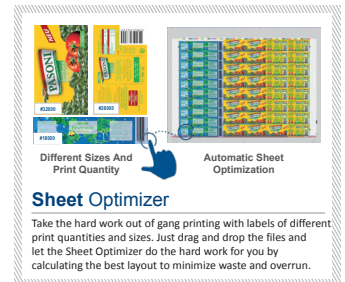 NEW
PASONI
#32000
#20000
#10000
Different Sizes And
Print Quantity
Automatic Sheet
Optimization
Sheet Optimizer
Take the hard work out of gang printing with labels of different
print quantities and sizes. Just drag and drop the files and
let the Sheet Optimizer do the hard work for you by
calculating the best layout to minimize waste and overrun.